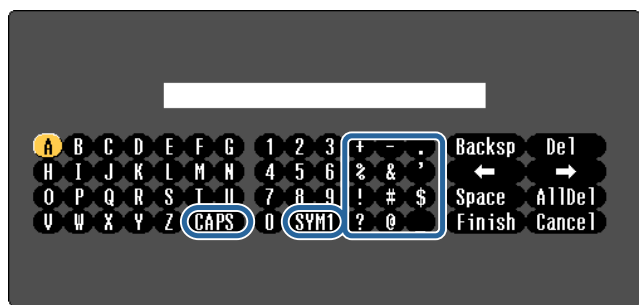 A B C D E F G 1 2 3 + - . Backsp Del
H I J K L M N 4 5 6 % & ' ← →
O P Q R S T U 7 8 9 ! # $ Space AllDel
V W X Y Z CAPS 0 SYM1 ? @ _ Finish Cancel